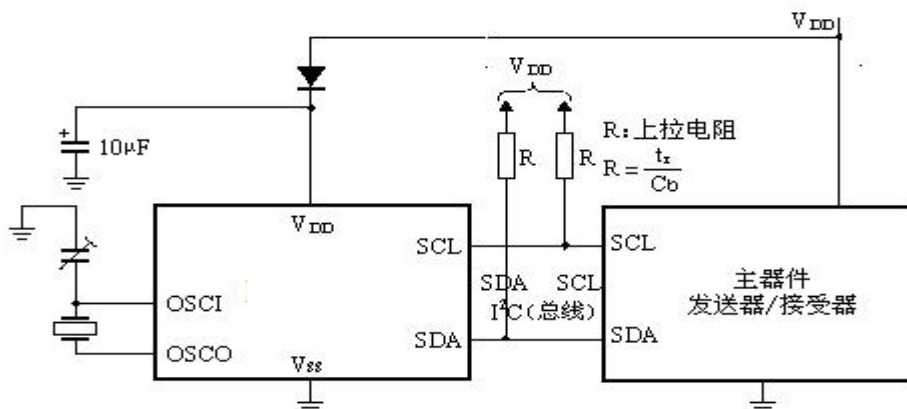 VDD
VDD
+
10μF
R
R
R：上拉电阻
R = tr/Cb
VDD
SCL
SCL
SDA
SCL
I²C(总线)
OSCI
OSCO
SDA
SDA
VSS
主器件
发送器/接受器